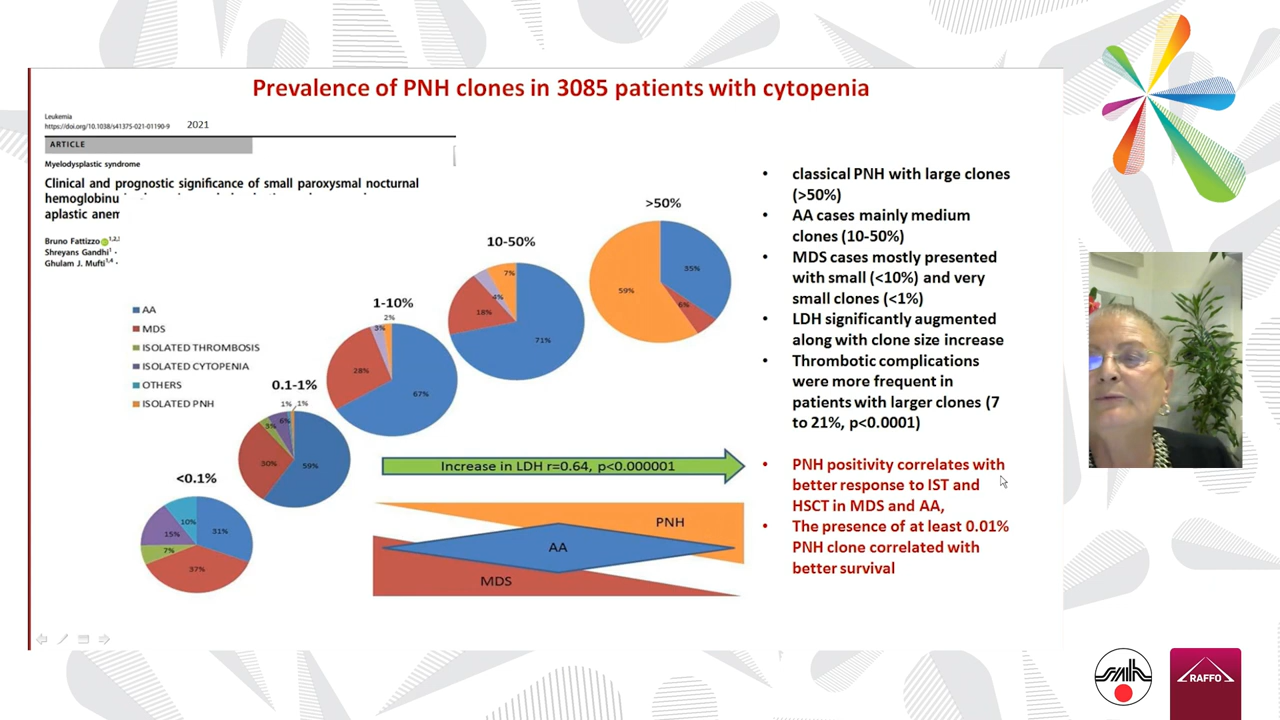 Prevalence of PNH clones in 3085 patients with cytopenia
Leukemia
https://doi.org/10.1038/s41375-021-01190-9 2021
ARTICLE
Myelodysplastic syndrome
Clinical and prognostic significance of small paroxysmal nocturnal
hemoglobinu
aplastic anem
Bruno Fattizzo 1,2,3
Shreyans Gandhi 1 ·
Ghulam J. Mufti 1,4 ·
AA
MDS
ISOLATED THROMBOSIS
ISOLATED CYTOPENIA
OTHERS
ISOLATED PNH
<0.1%
31%
37%
7%
15%
10%
0.1-1%
59%
30%
3%
6%
1%
1%
1-10%
67%
28%
3%
2%
10-50%
71%
18%
4%
7%
>50%
35%
6%
59%
Increase in LDH r=0.64, p<0.000001
PNH
AA
MDS
• classical PNH with large clones
(>50%)
• AA cases mainly medium
clones (10-50%)
• MDS cases mostly presented
with small (<10%) and very
small clones (<1%)
• LDH significantly augmented
along with clone size increase
• Thrombotic complications
were more frequent in
patients with larger clones (7
to 21%, p<0.0001)
• PNH positivity correlates with
better response to IST and
HSCT in MDS and AA,
• The presence of at least 0.01%
PNH clone correlated with
better survival
RAFFO